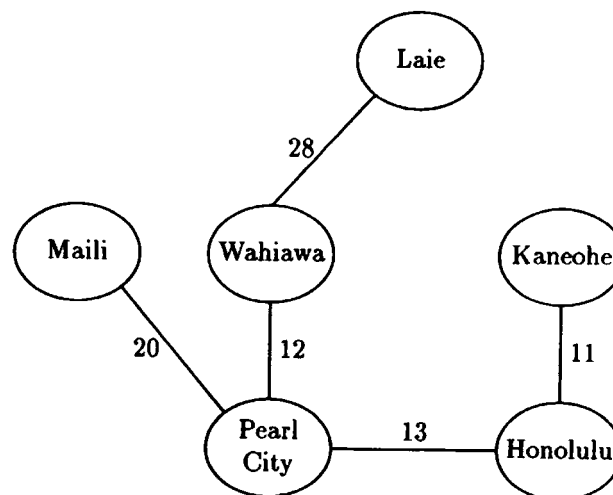 Laie
28
Maili
Wahiawa
Kaneohe
20
12
11
Pearl
City
13
Honolulu